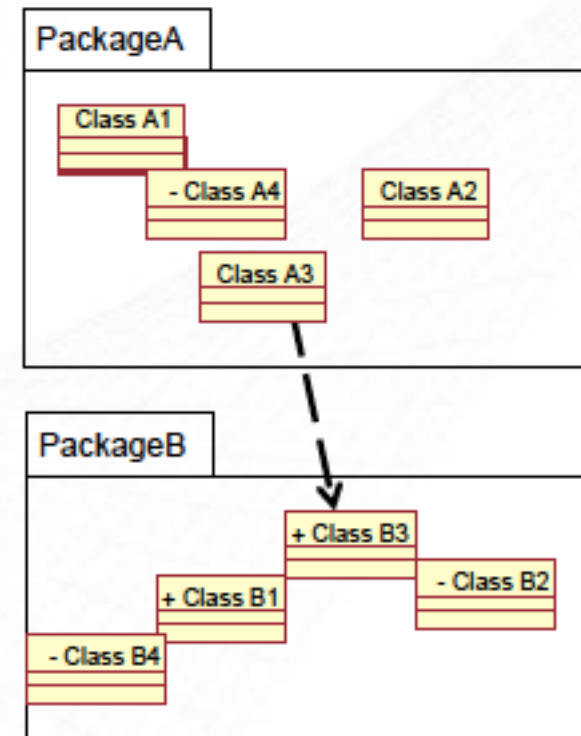 PackageA
Class A1
- Class A4
Class A2
Class A3
PackageB
+ Class B3
- Class B2
+ Class B1
- Class B4